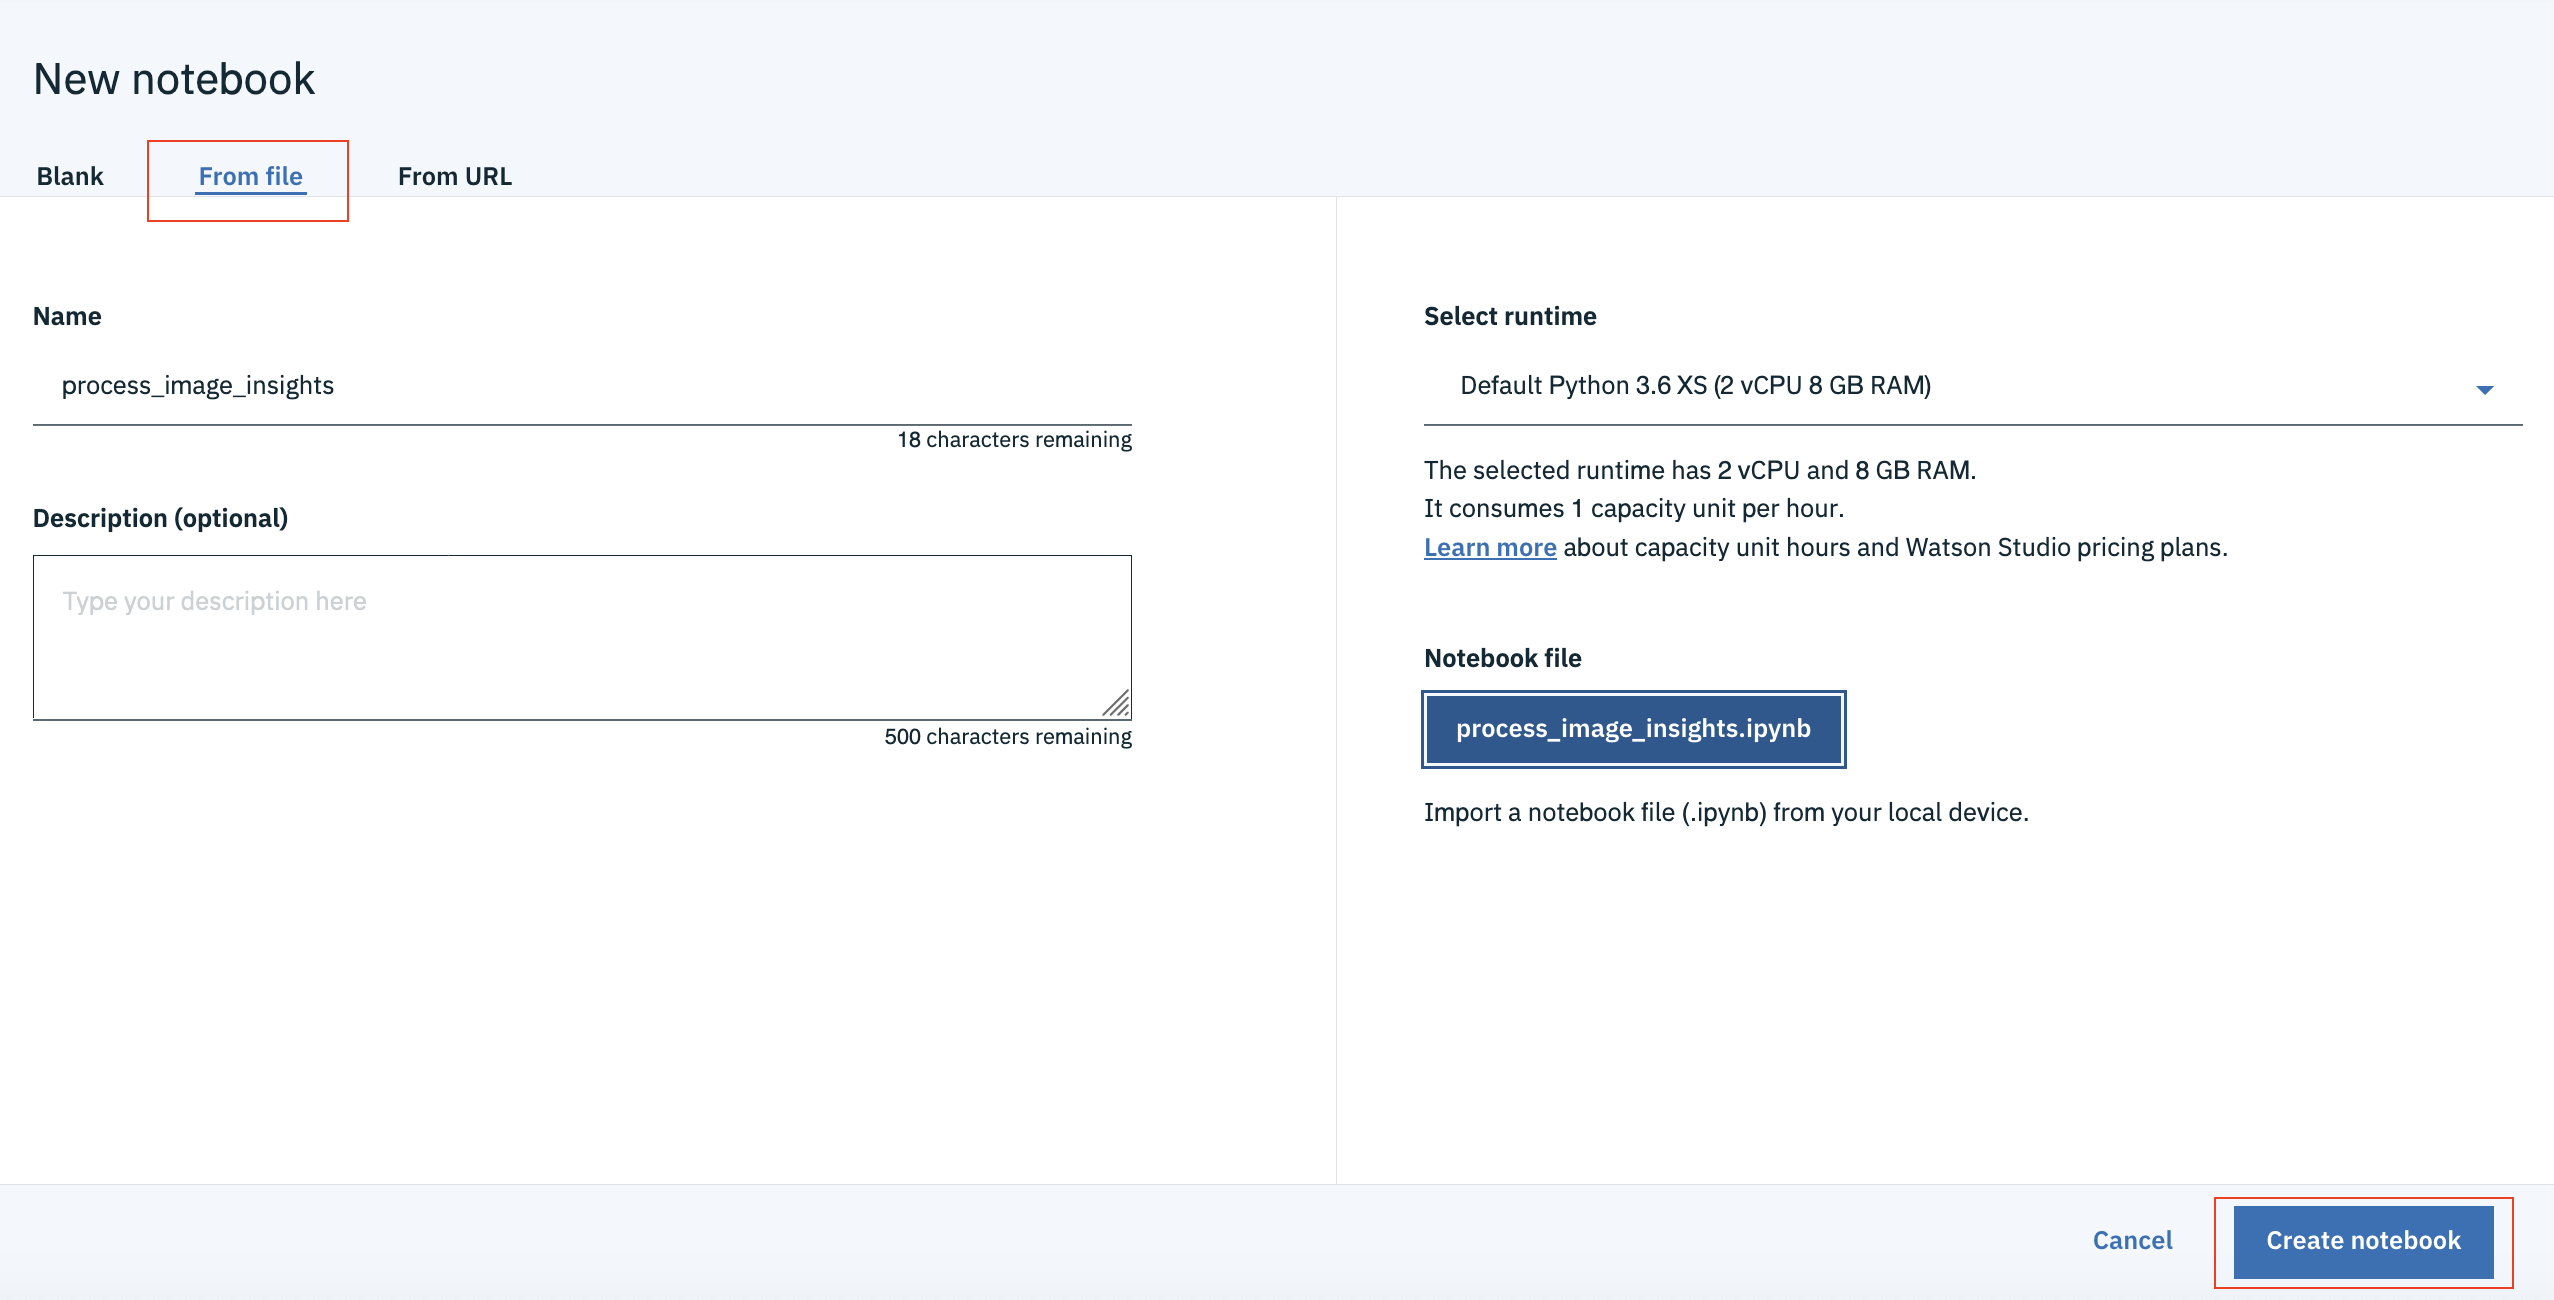 New notebook
Blank
From file
From URL
Name
process_image_insights
18 characters remaining
Description (optional)
Type your description here
500 characters remaining
Select runtime
Default Python 3.6 XS (2 vCPU 8 GB RAM)
The selected runtime has 2 vCPU and 8 GB RAM.
It consumes 1 capacity unit per hour.
Learn more about capacity unit hours and Watson Studio pricing plans.
Notebook file
process_image_insights.ipynb
Import a notebook file (.ipynb) from your local device.
Cancel
Create notebook